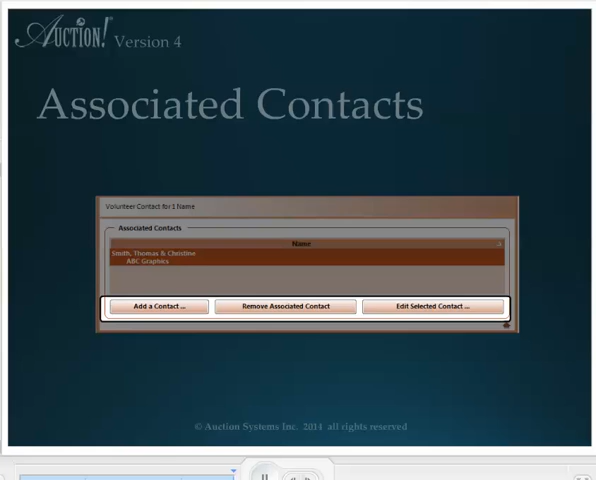 AUCTION! Version 4
Associated Contacts
Volunteer Contact for 1 Name
Associated Contacts
Name
Smith, Thomas & Christine
ABC Graphics
Add a Contact ...
Remove Associated Contact
Edit Selected Contact ...
© Auction Systems Inc. 2014 all rights reserved